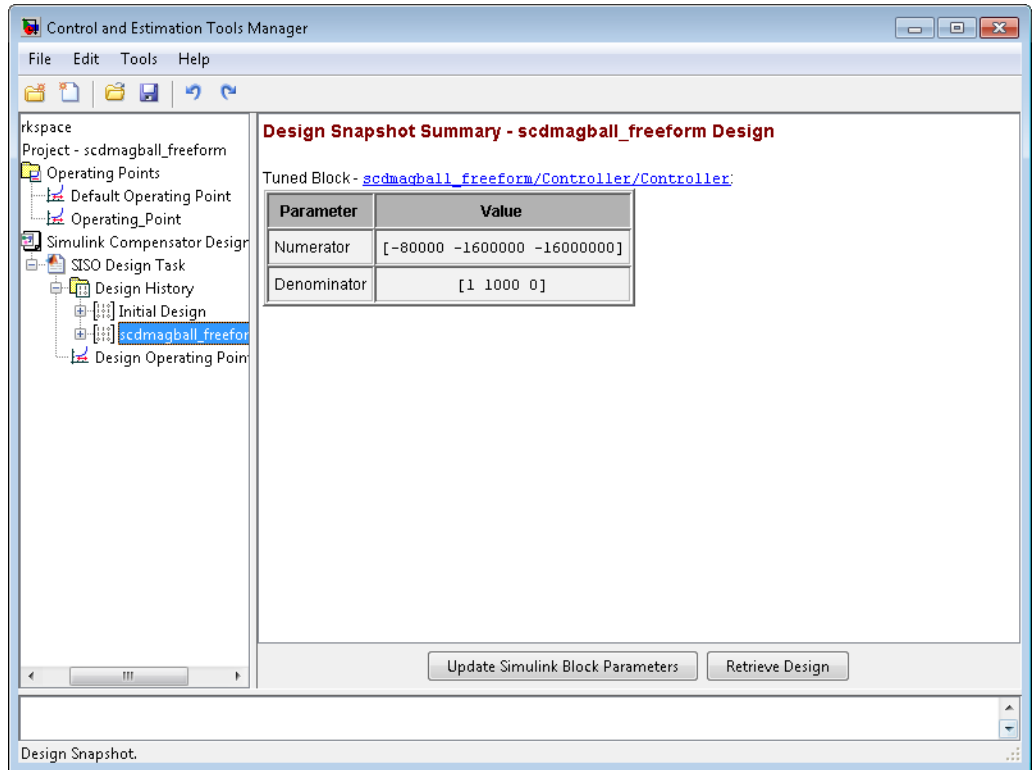 Control and Estimation Tools Manager
File Edit Tools Help
rkspace
Project - scdmagball_freeform
Operating Points
Default Operating Point
Operating_Point
Simulink Compensator Design
SISO Design Task
Design History
Initial Design
scdmagball_freefor
Design Operating Poin
Design Snapshot Summary - scdmagball_freeform Design
Tuned Block - scdmagball_freeform/Controller/Controller:
Parameter Value
Numerator [-80000 -1600000 -16000000]
Denominator [1 1000 0]
Update Simulink Block Parameters Retrieve Design
Design Snapshot.